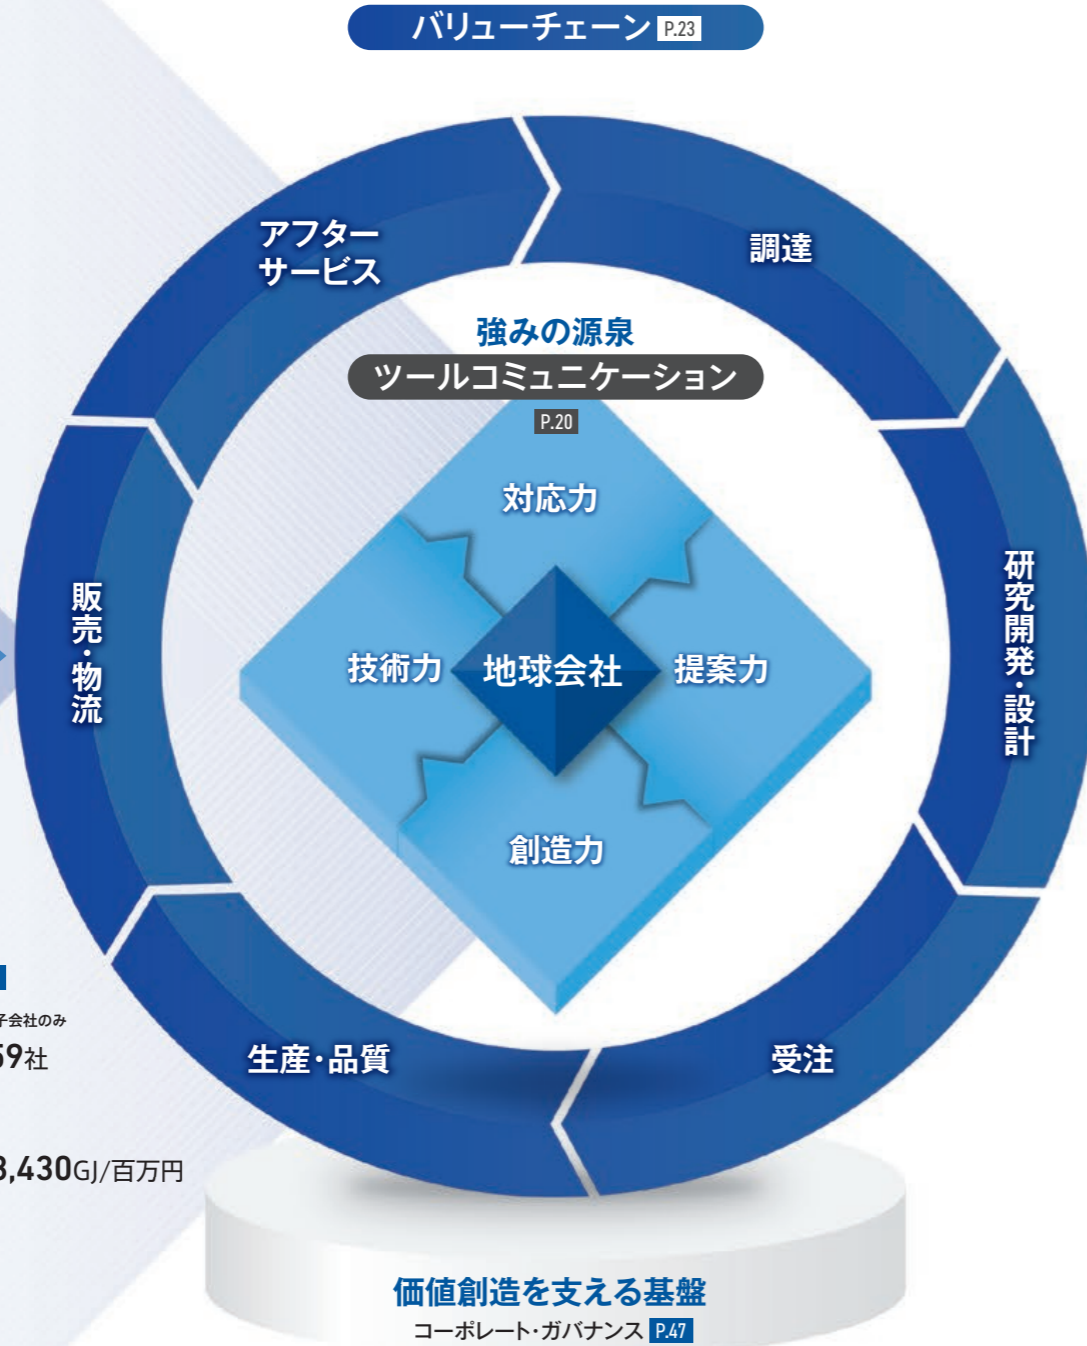 バリューチェーン P.23
アフター
サービス
調達
強みの源泉
ツールコミュニケーション
P.20
対応力
技術力
地球会社
提案力
創造力
研究開発・設計
販売・物流
子会社のみ
59社
生産・品質
受注
3,430GJ/百万円
価値創造を支える基盤
コーポレート・ガバナンス P.47